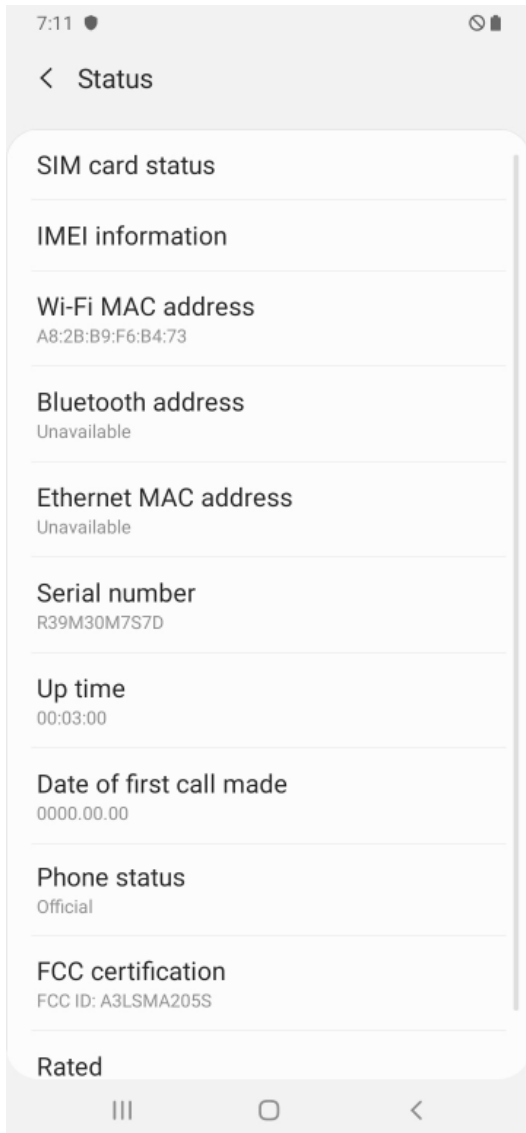 7:11
Status
SIM card status
IMEI information
Wi-Fi MAC address
A8:2B:B9:F6:B4:73
Bluetooth address
Unavailable
Ethernet MAC address
Unavailable
Serial number
R39M30M7S7D
Up time
00:03:00
Date of first call made
0000.00.00
Phone status
Official
FCC certification
FCC ID: A3LSMA205S
Rated